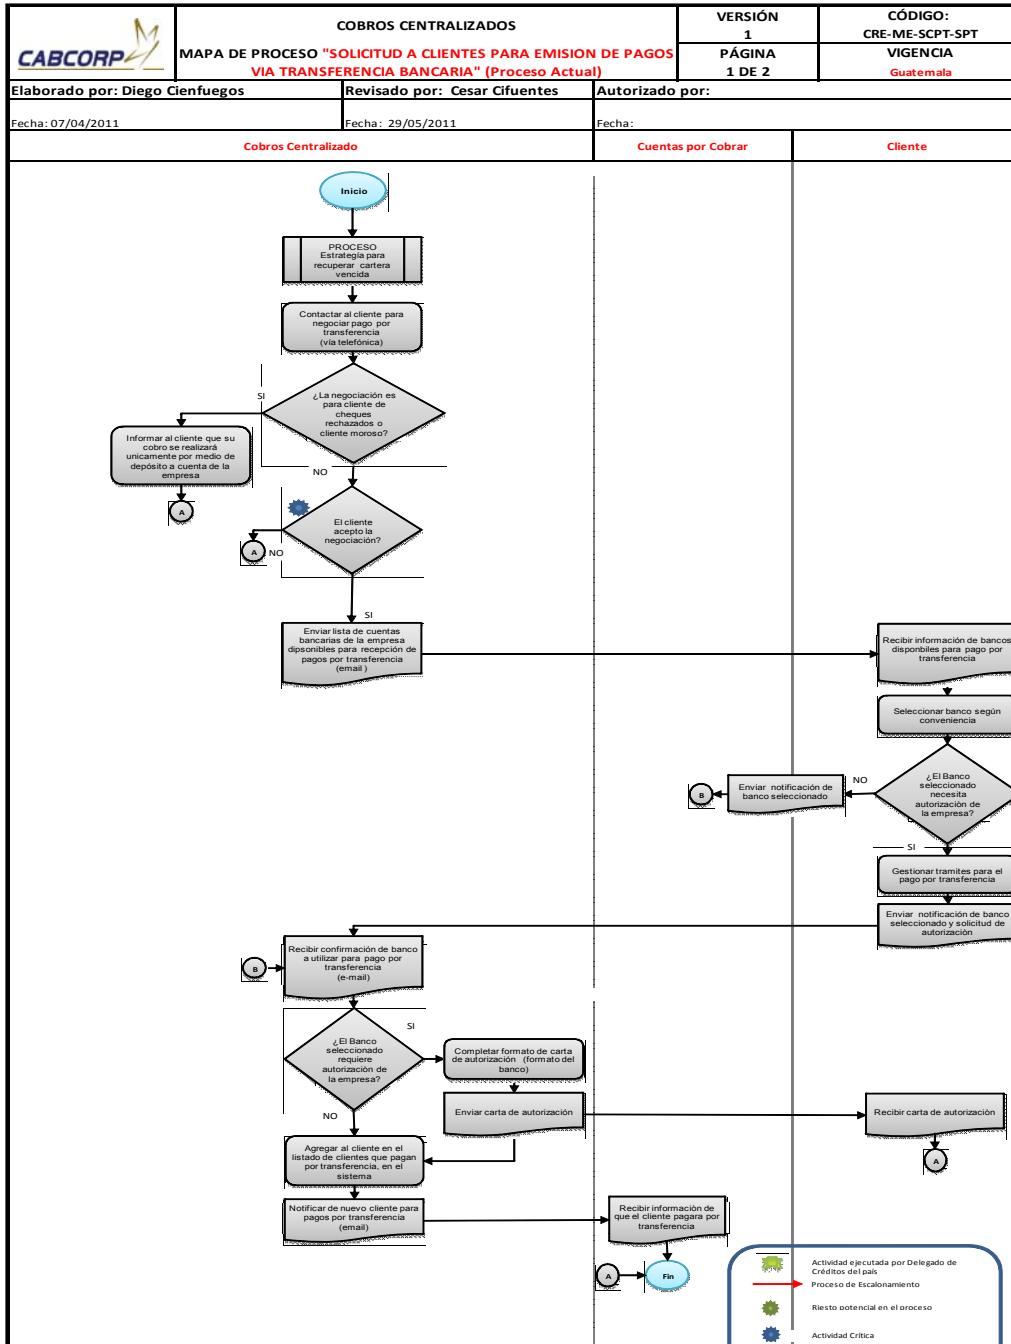 CABCORP
COBROS CENTRALIZADOS
MAPA DE PROCESO "SOLICITUD A CLIENTES PARA EMISION DE PAGOS
VIA TRANSFERENCIA BANCARIA" (Proceso Actual)
VERSIÓN
1
CÓDIGO:
CRE-ME-SCPT-SPT
PÁGINA
1 DE 2
VIGENCIA
Guatemala
Elaborado por: Diego Cienfuegos
Revisado por: Cesar Cifuentes
Autorizado por:
Fecha: 07/04/2011
Fecha: 29/05/2011
Fecha:
Cobros Centralizado
Cuentas por Cobrar
Cliente
Inicio
PROCESO
Estrategía para
recuperar cartera
vencida
Contactar al cliente para
negociar pago por
transferencia
(vía telefónica)
¿La negociación es
para cliente de
cheques
rechazados o
cliente moroso?
SI
Informar al cliente que su
cobro se realizará
unicamente por medio de
depósito a cuenta de la
empresa
A
NO
El cliente
acepto la
negociación?
A
NO
SI
Enviar lista de cuentas
bancarias de la empresa
dipsonibles para recepción de
pagos por transferencia
(email )
Recibir información de bancos
disponbiles para pago por
transferencia
Seleccionar banco según
conveniencia
¿El Banco
seleccionado
necesita
autorizaciòn de
la empresa?
NO
Enviar notificación de
banco seleccionado
B
SI
Gestionar tramites para el
pago por transferencia
Enviar notificación de banco
seleccionado y solicitud de
autorizaciòn
Recibir confirmación de banco
a utilizar para pago por
transferencia
(e-mail)
B
¿El Banco
seleccionado
requiere
autorizaciòn de
la empresa?
SI
Completar formato de carta
de autorización (formato del
banco)
Enviar carta de autorización
Recibir carta de autorizaciòn
A
NO
Agregar al cliente en el
listado de clientes que pagan
por transferencia, en el
sistema
Notificar de nuevo cliente para
pagos por transferencia
(email)
Recibir informaciòn de
que el cliente pagara por
transferencia
A
Fin
Actividad ejecutada por Delegado de
Créditos del país
Proceso de Escalonamiento
Riesto potencial en el proceso
Actividad Crítica